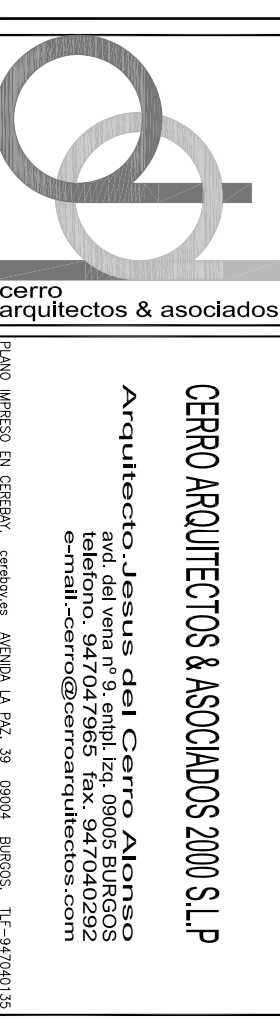 cerro
arquitectos & asociados
CERRO ARQUITECTOS & ASOCIADOS 2000 S.L.P
Arquitecto.Jesus del Cerro Alonso
avd. del vena nº 9. entpl. izq. 09005 BURGOS
telefono. 947047965 fax. 947040292
e-mail.-cerro@cerroarquitectos.com
PLANO IMPRESO EN CEREBAY. cerebay.es AVENIDA LA PAZ, 39 09004 BURGOS. TLF-947040135